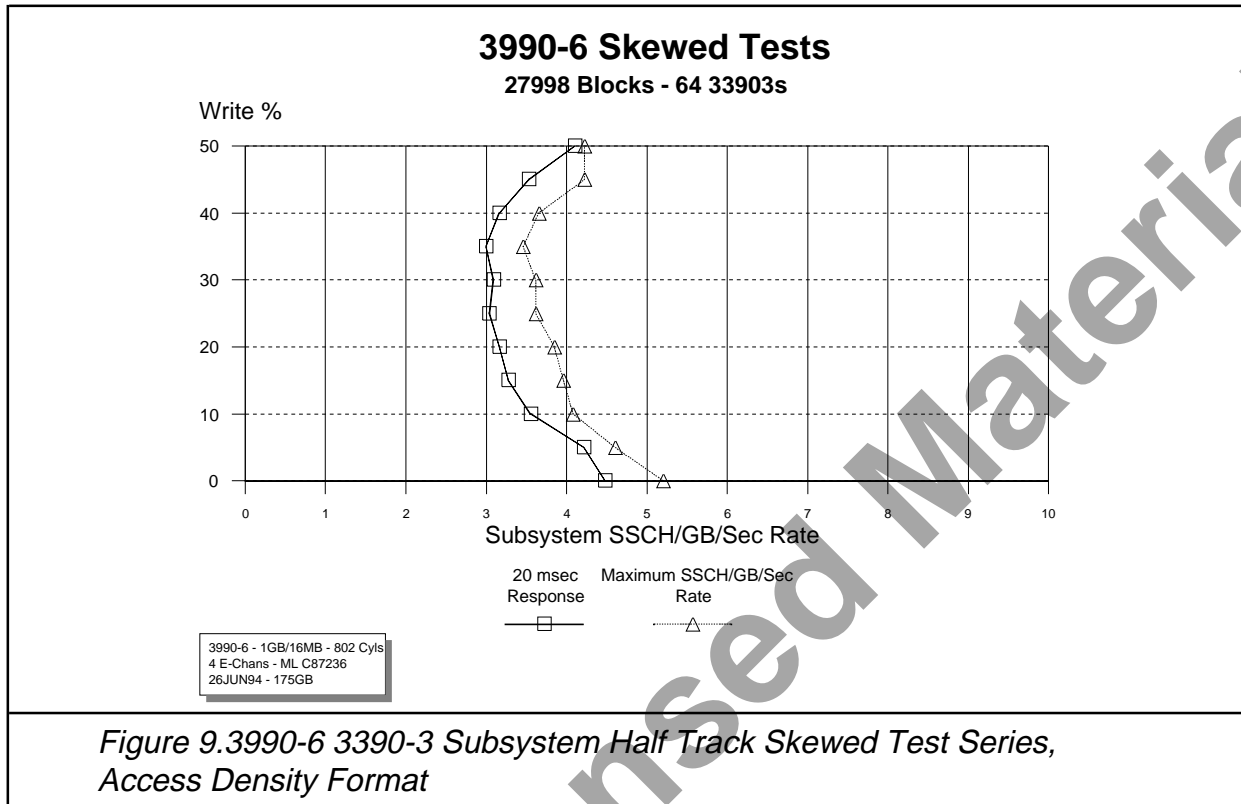 3990-6 Skewed Tests
27998 Blocks - 64 33903s
Write %
50
40
30
20
10
0
0 1 2 3 4 5 6 7 8 9 10
Subsystem SSCH/GB/Sec Rate
20 msec Response
Maximum SSCH/GB/Sec Rate
3990-6 - 1GB/16MB - 802 Cyls
4 E-Chans - ML C87236
26JUN94 - 175GB
Figure 9.3990-6 3390-3 Subsystem Half Track Skewed Test Series,
Access Density Format
nsed Materia